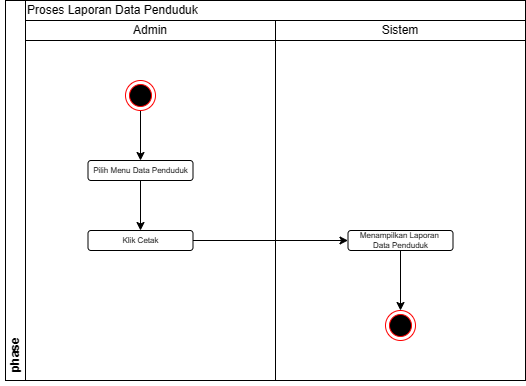 Proses Laporan Data Penduduk
Admin
Sistem
Pilih Menu Data Penduduk
Klik Cetak
Menampilkan Laporan
Data Penduduk
phase